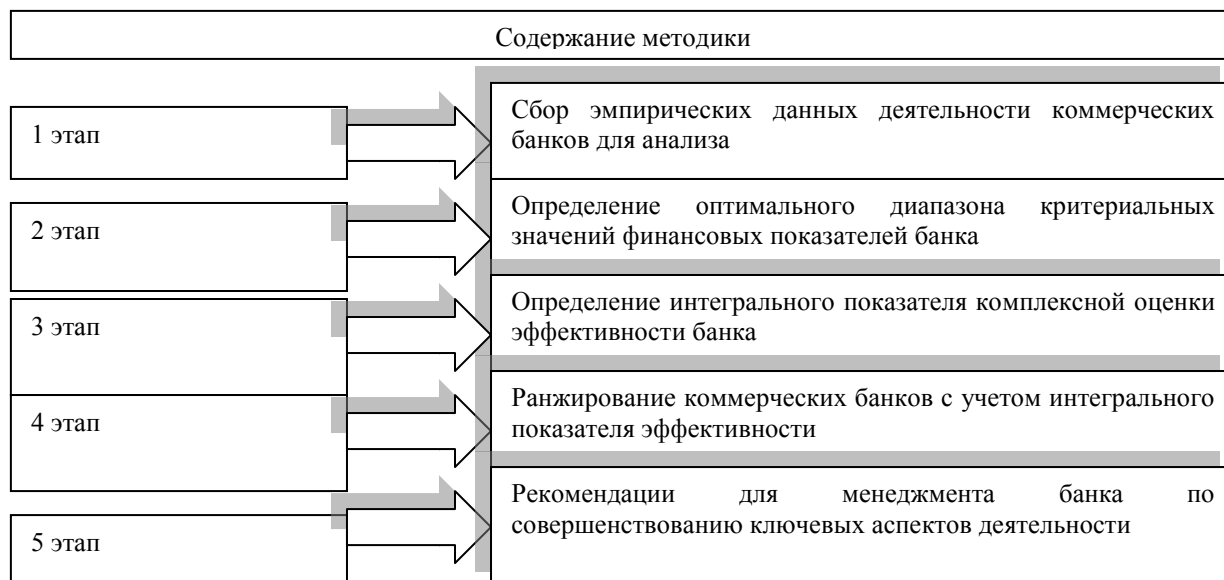 Содержание методики
1 этап
Сбор эмпирических данных деятельности коммерческих
банков для анализа
2 этап
Определение оптимального диапазона критериальных
значений финансовых показателей банка
3 этап
Определение интегрального показателя комплексной оценки
эффективности банка
4 этап
Ранжирование коммерческих банков с учетом интегрального
показателя эффективности
5 этап
Рекомендации для менеджмента банка по
совершенствованию ключевых аспектов деятельности